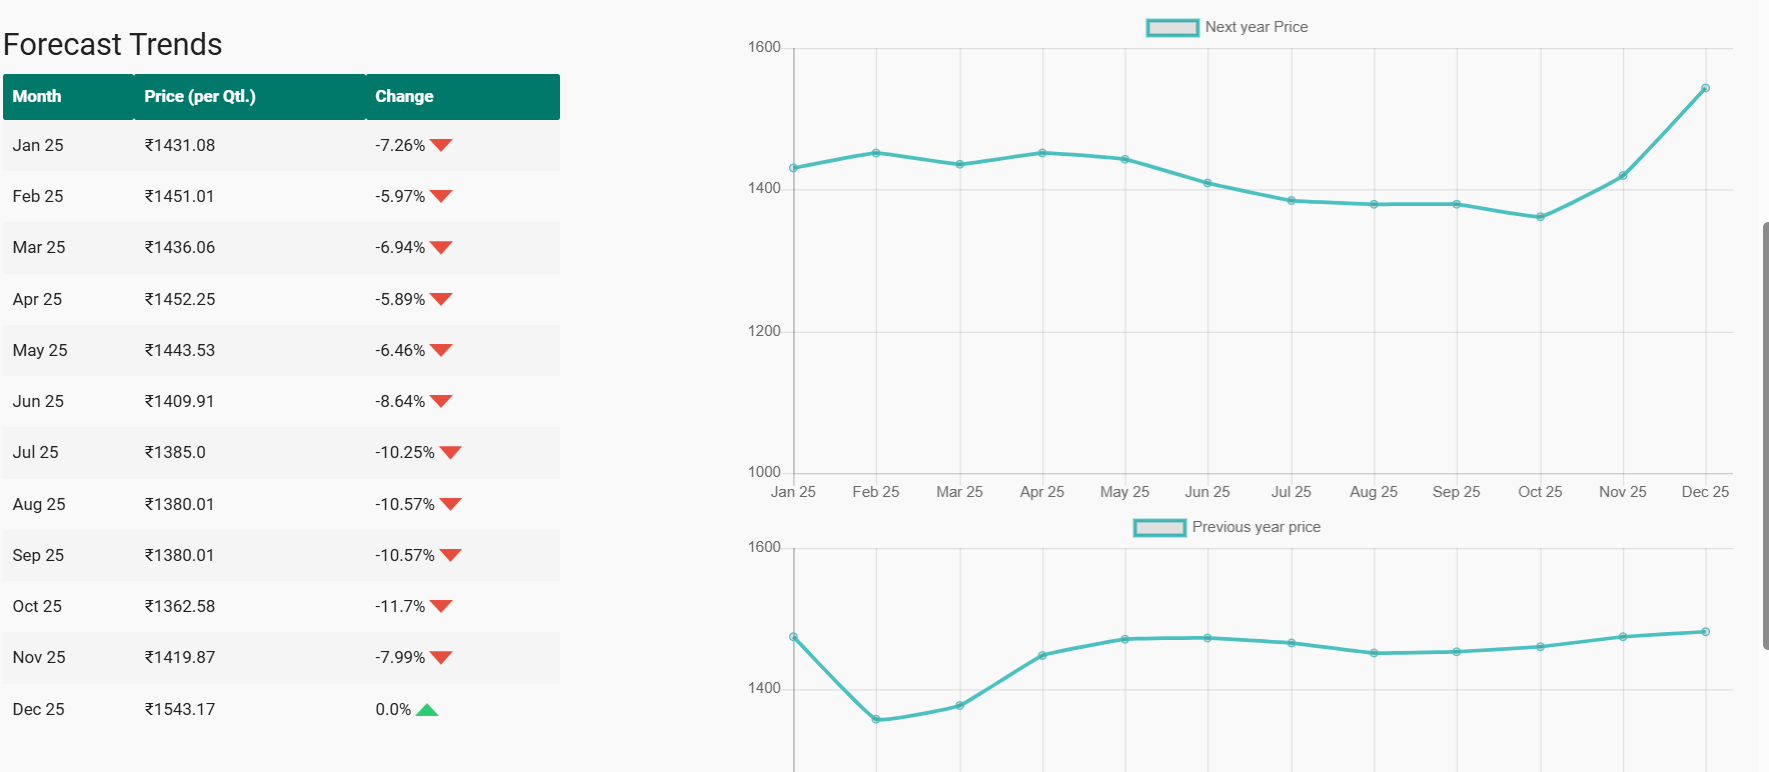 Forecast Trends
Month Price (per Qtl.) Change
Jan 25 ₹1431.08 -7.26%
Feb 25 ₹1451.01 -5.97%
Mar 25 ₹1436.06 -6.94%
Apr 25 ₹1452.25 -5.89%
May 25 ₹1443.53 -6.46%
Jun 25 ₹1409.91 -8.64%
Jul 25 ₹1385.0 -10.25%
Aug 25 ₹1380.01 -10.57%
Sep 25 ₹1380.01 -10.57%
Oct 25 ₹1362.58 -11.7%
Nov 25 ₹1419.87 -7.99%
Dec 25 ₹1543.17 0.0%
Next year Price
1600
1400
1200
1000
Jan 25 Feb 25 Mar 25 Apr 25 May 25 Jun 25 Jul 25 Aug 25 Sep 25 Oct 25 Nov 25 Dec 25
Previous year price
1600
1400